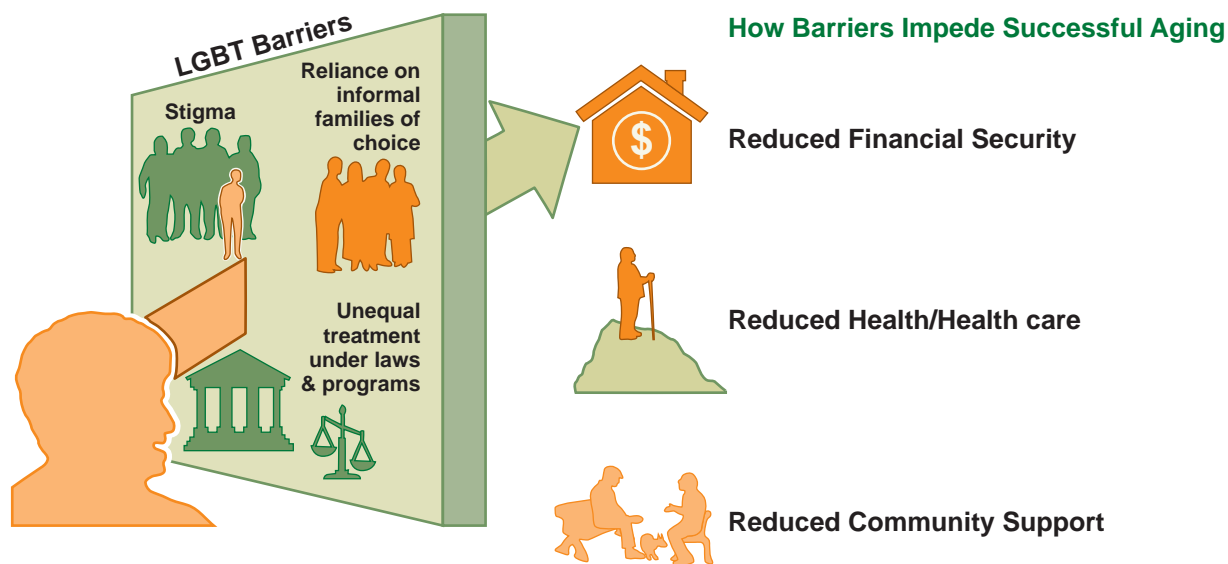 LGBT Barriers
Stigma
Reliance on
informal
families of
choice
Unequal
treatment
under laws
& programs
How Barriers Impede Successful Aging
$
Reduced Financial Security
Reduced Health/Health care
Reduced Community Support